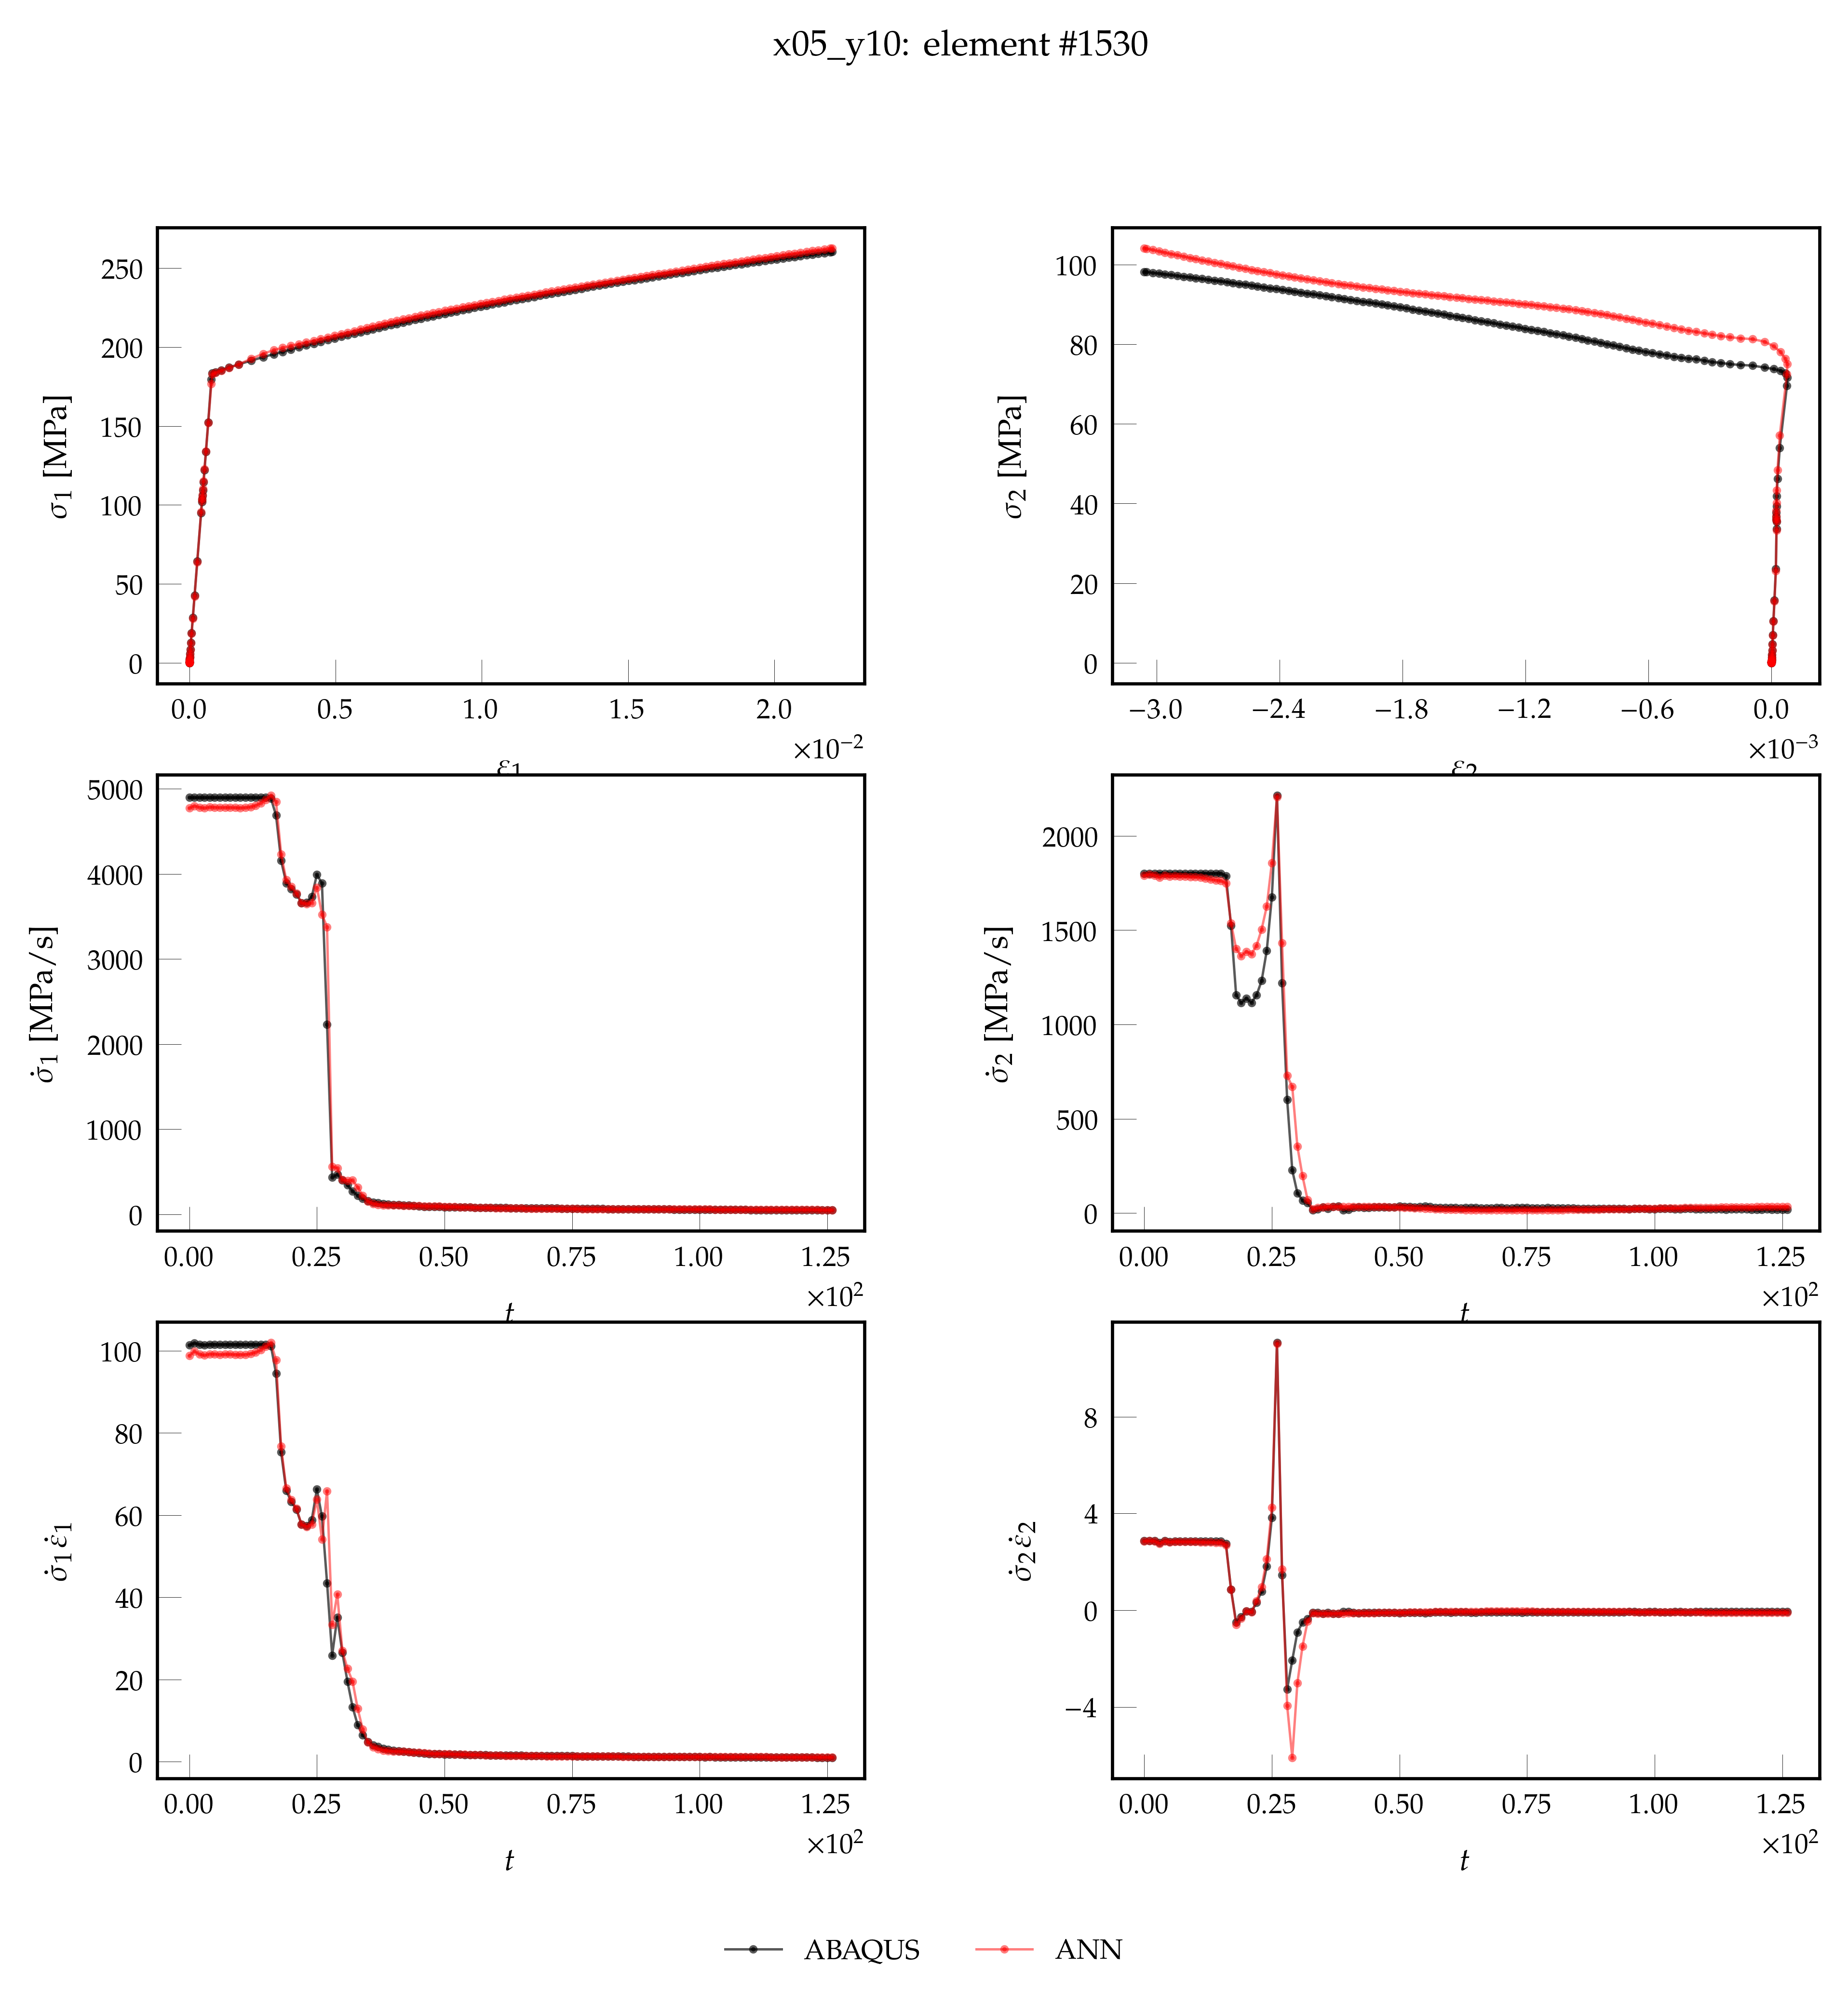 x05_y10: element #1530
σ1 [MPa]
250
200
150
100
50
0
0.0 0.5 1.0 1.5 2.0
×10−2
ε1
σ2 [MPa]
100
80
60
40
20
0
−3.0 −2.4 −1.8 −1.2 −0.6 0.0
×10−3
ε2
σ̇1 [MPa/s]
5000
4000
3000
2000
1000
0
0.00 0.25 0.50 0.75 1.00 1.25
×10²
t
σ̇2 [MPa/s]
2000
1500
1000
500
0
0.00 0.25 0.50 0.75 1.00 1.25
×10²
t
σ̇1ε̇1
100
80
60
40
20
0
0.00 0.25 0.50 0.75 1.00 1.25
×10²
t
σ̇2ε̇2
8
4
0
−4
0.00 0.25 0.50 0.75 1.00 1.25
×10²
t
ABAQUS ANN